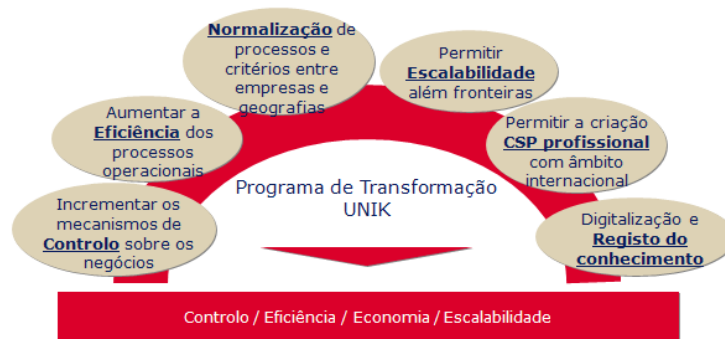 Normalização de
processos e
critérios entre
empresas e
geografias
Permitir
Escalabilidade
além fronteiras
Aumentar a
Eficiência dos
processos
operacionais
Permitir a criação
CSP profissional
com âmbito
internacional
Incrementar os
mecanismos de
Controlo sobre os
negócios
Programa de Transformação
UNIK
Digitalização e
Registo do
conhecimento
Controlo / Eficiência / Economia / Escalabilidade